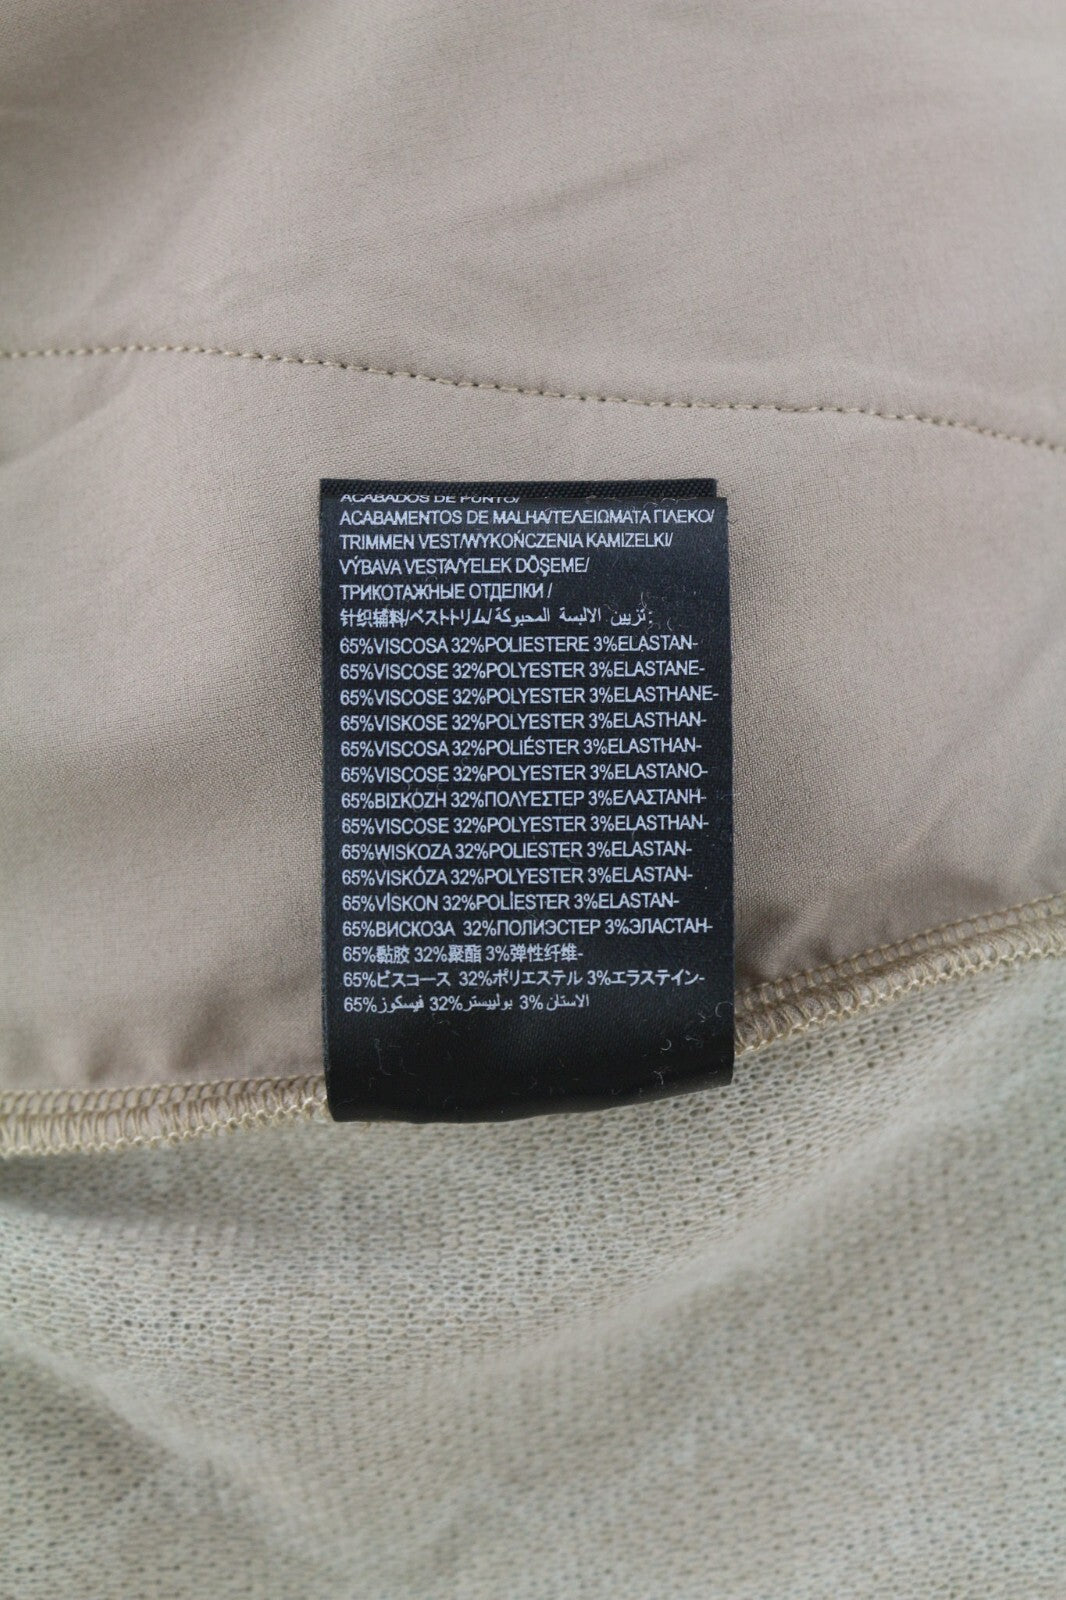 ACABADOS DE PUNTO/
ACABAMENTOS DE MALHA/ΤΕΛΕΙΩΜΑΤΑ ΓΙΛΕΚΟ/
TRIMMEN VEST/WYKOŃCZENIA KAMIZELKI/
VÝBAVA VESTA/YELEK DÖŞEME/
ТРИКОТАЖНЫЕ ОТДЕЛКИ /
针织辅料/ベストトリム/تزيين الالبسة المحبوكة:
65%VISCOSA 32%POLIESTERE 3%ELASTAN-
65%VISCOSE 32%POLYESTER 3%ELASTANE-
65%VISCOSE 32%POLYESTER 3%ELASTHANE-
65%VISKOSE 32%POLYESTER 3%ELASTHAN-
65%VISCOSA 32%POLIÉSTER 3%ELASTHAN-
65%VISCOSE 32%POLYESTER 3%ELASTANO-
65%ΒΙΣΚΟΖΗ 32%ΠΟΛΥΕΣΤΕΡ 3%ΕΛΑΣΤΑΝΗ-
65%VISCOSE 32%POLYESTER 3%ELASTHAN-
65%WISKOZA 32%POLIESTER 3%ELASTAN-
65%VISKÓZA 32%POLYESTER 3%ELASTAN-
65%VİSKON 32%POLİESTER 3%ELASTAN-
65%ВИСКОЗА 32%ПОЛИЭСТЕР 3%ЭЛАСТАН-
65%黏胶 32%聚酯 3%弹性纤维-
65%ビスコース 32%ポリエステル 3%エラステイン-
65%فيسكوز 32%بولييستر 3%الاستان